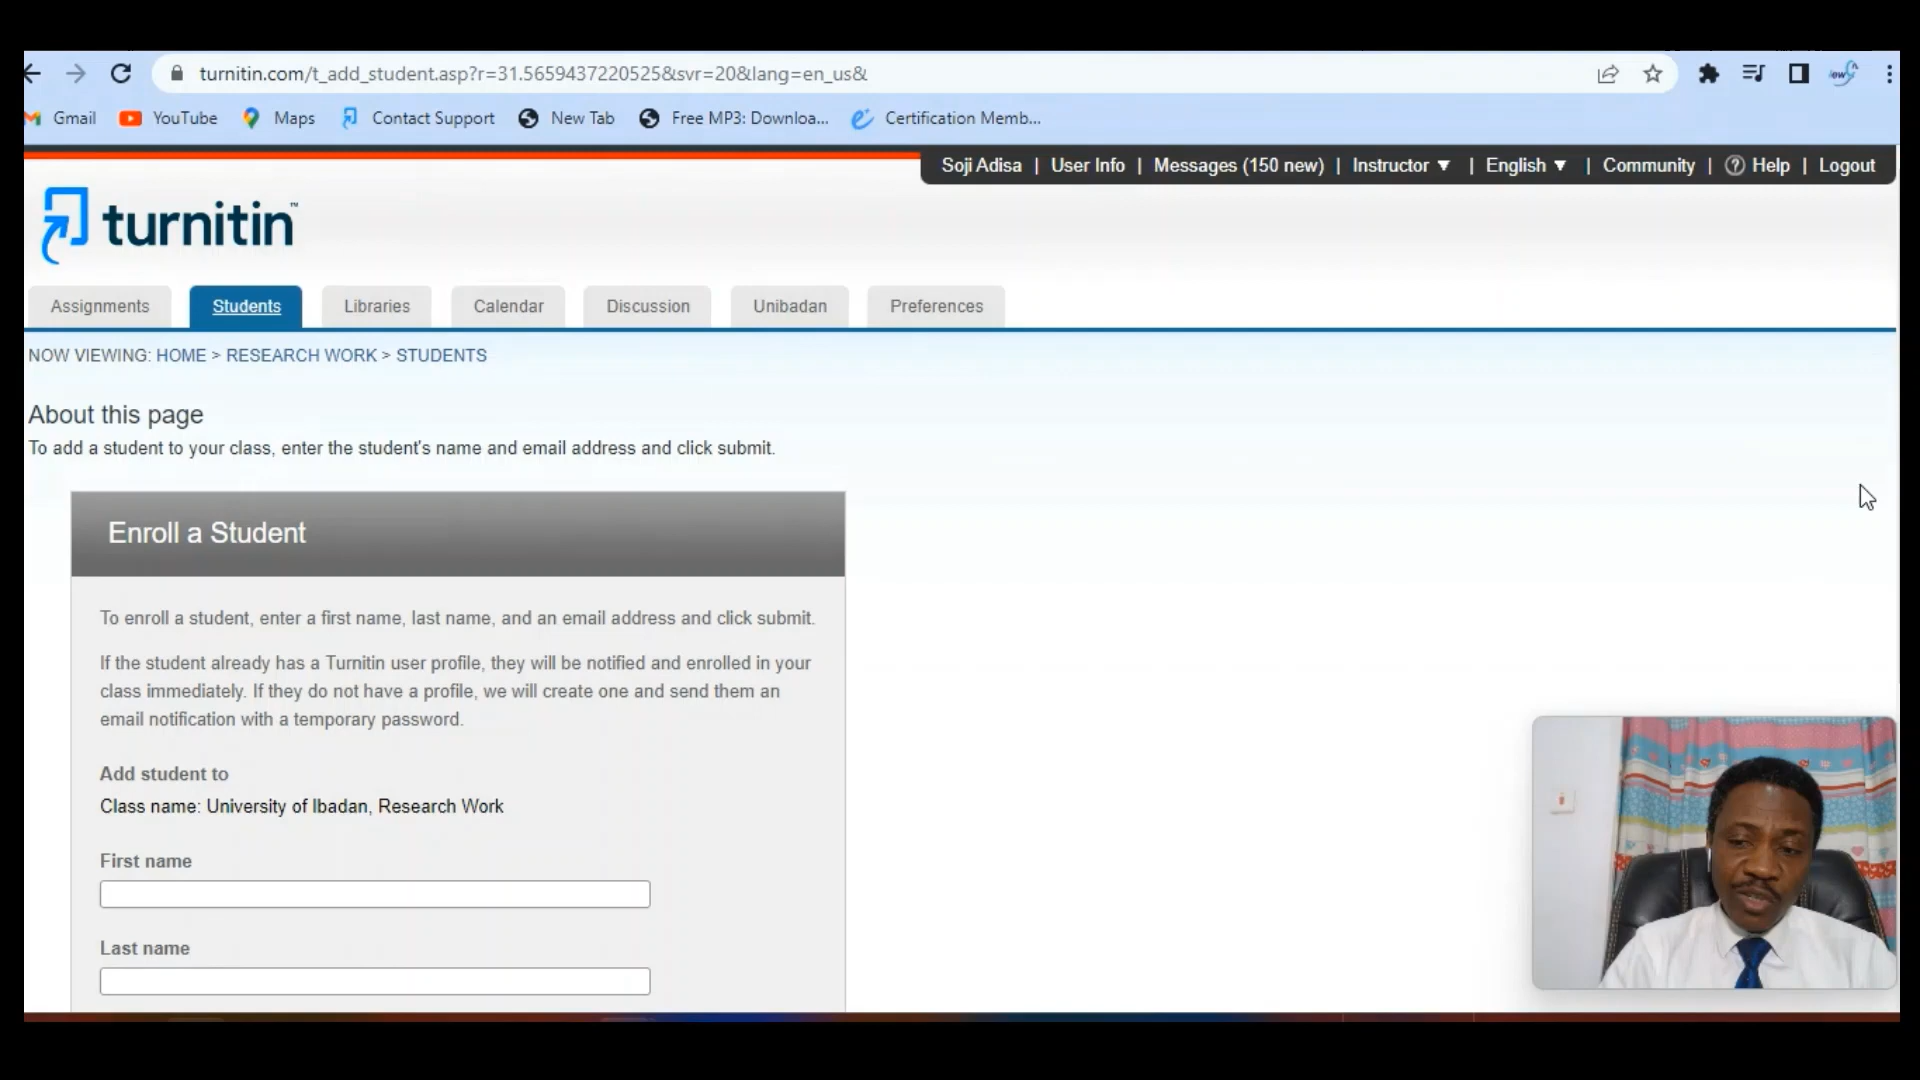 turnitin.com/t_add_student.asp?r=31.5659437220525&svr=20&lang=en_us&
Gmail YouTube Maps Contact Support New Tab Free MP3: Downloa... Certification Memb...
Soji Adisa | User Info | Messages (150 new) | Instructor ▼ | English ▼ | Community | ? Help | Logout
turnitin™
Assignments Students Libraries Calendar Discussion Unibadan Preferences
NOW VIEWING: HOME > RESEARCH WORK > STUDENTS
About this page
To add a student to your class, enter the student's name and email address and click submit.
Enroll a Student
To enroll a student, enter a first name, last name, and an email address and click submit.
If the student already has a Turnitin user profile, they will be notified and enrolled in your
class immediately. If they do not have a profile, we will create one and send them an
email notification with a temporary password.
Add student to
Class name: University of Ibadan, Research Work
First name
Last name